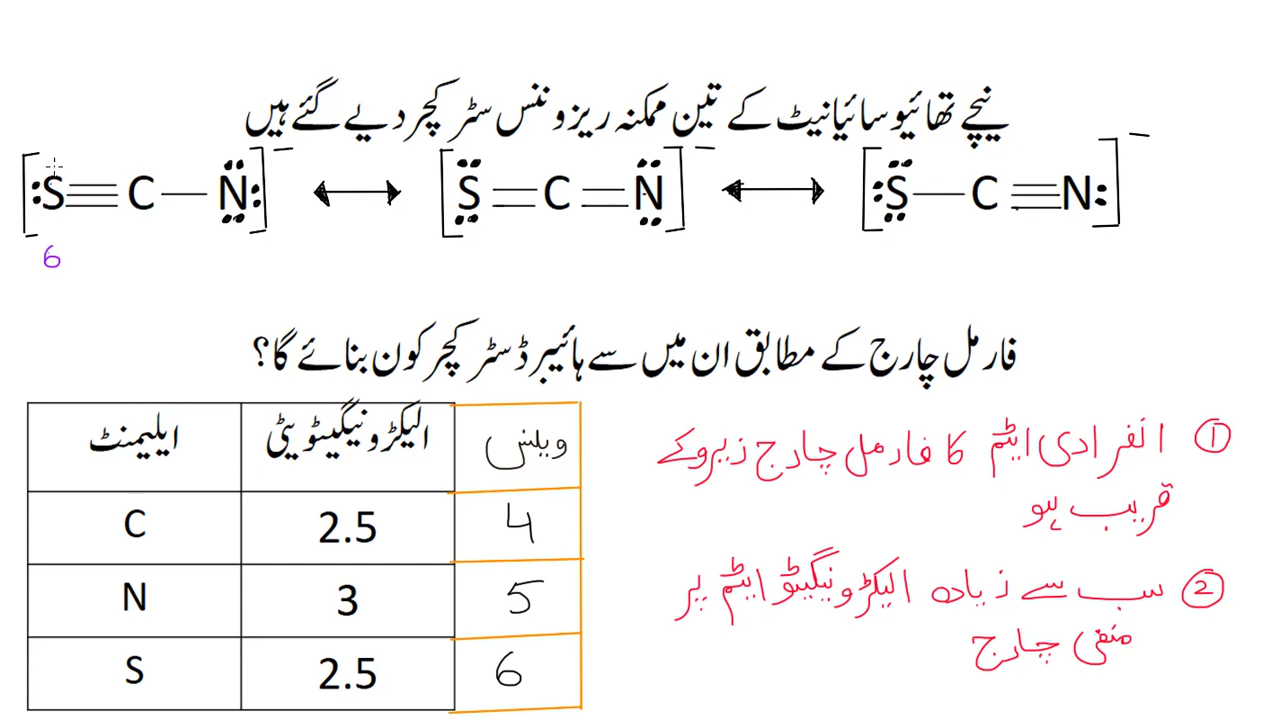 نیچے تھائیوسائیانیٹ کے تین ممکنہ ریزوننس سٹرکچر دیے گئے ہیں
[:S≡C—N:]⁻ ↔ [S=C=N]⁻ ↔ [:S—C≡N:]⁻
6
فارمل چارج کے مطابق ان میں سے ہائیبرڈ سٹرکچر کون بنائے گا؟
ایلیمنٹ الیکٹرونیگیٹویٹی ویلنس
C 2.5 4
N 3 5
S 2.5 6
① انفرادی ایٹم کا فارمل چارج زیرو کے
قریب ہو
② سب سے زیادہ الیکٹرونیگیٹو ایٹم پر
منفی چارج